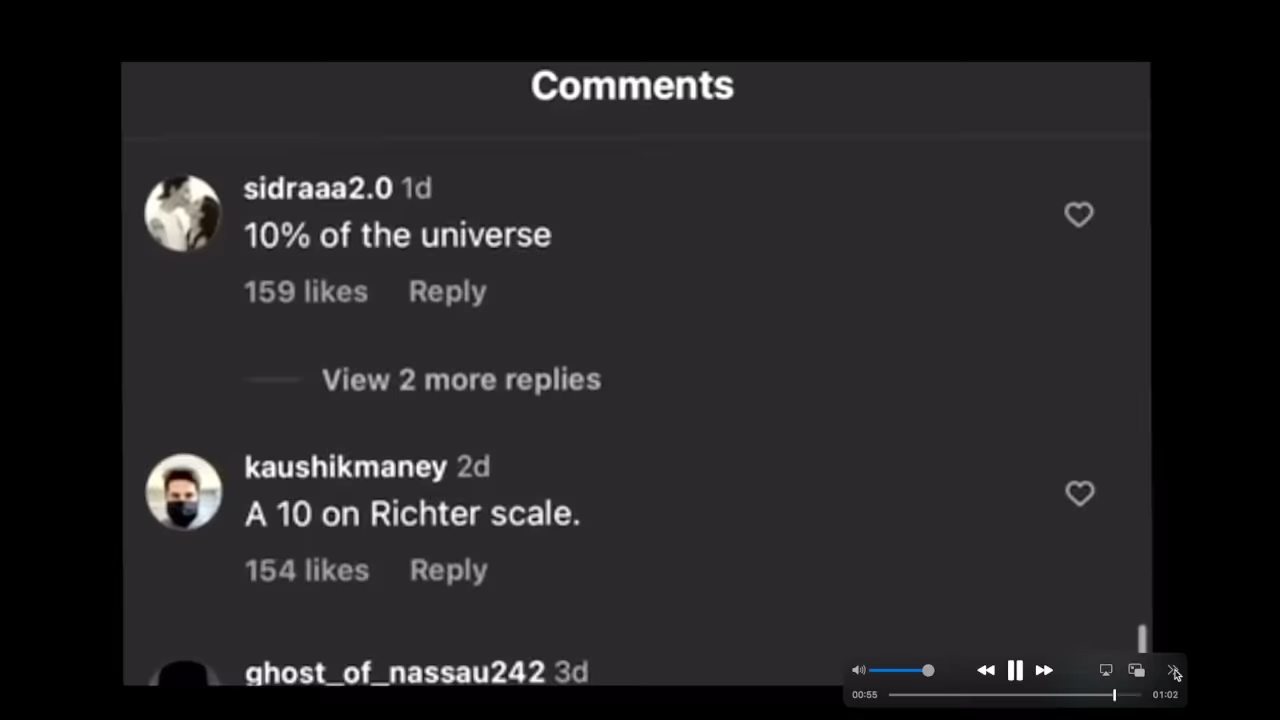 Comments
sidraaa2.0 1d
10% of the universe
159 likes Reply
View 2 more replies
kaushikmaney 2d
A 10 on Richter scale.
154 likes Reply
ghost_of_nassau242 3d
00:55 01:02